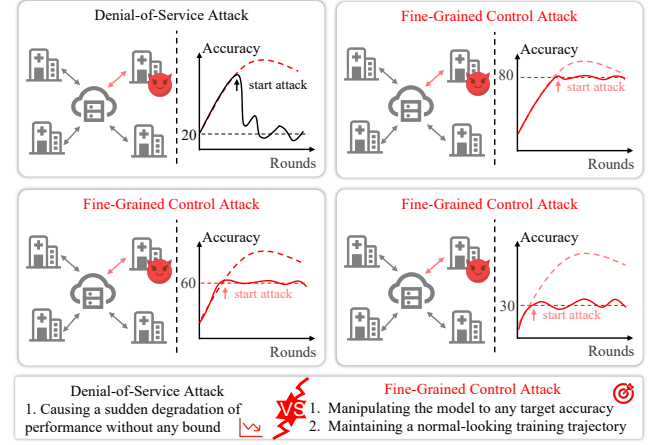 Denial-of-Service Attack
Accuracy
start attack
20
Rounds
Fine-Grained Control Attack
Accuracy
80
start attack
Rounds
Fine-Grained Control Attack
Accuracy
60
start attack
Rounds
Fine-Grained Control Attack
Accuracy
30
start attack
Rounds
Denial-of-Service Attack
1. Causing a sudden degradation of
performance without any bound
VS
Fine-Grained Control Attack
1. Manipulating the model to any target accuracy
2. Maintaining a normal-looking training trajectory